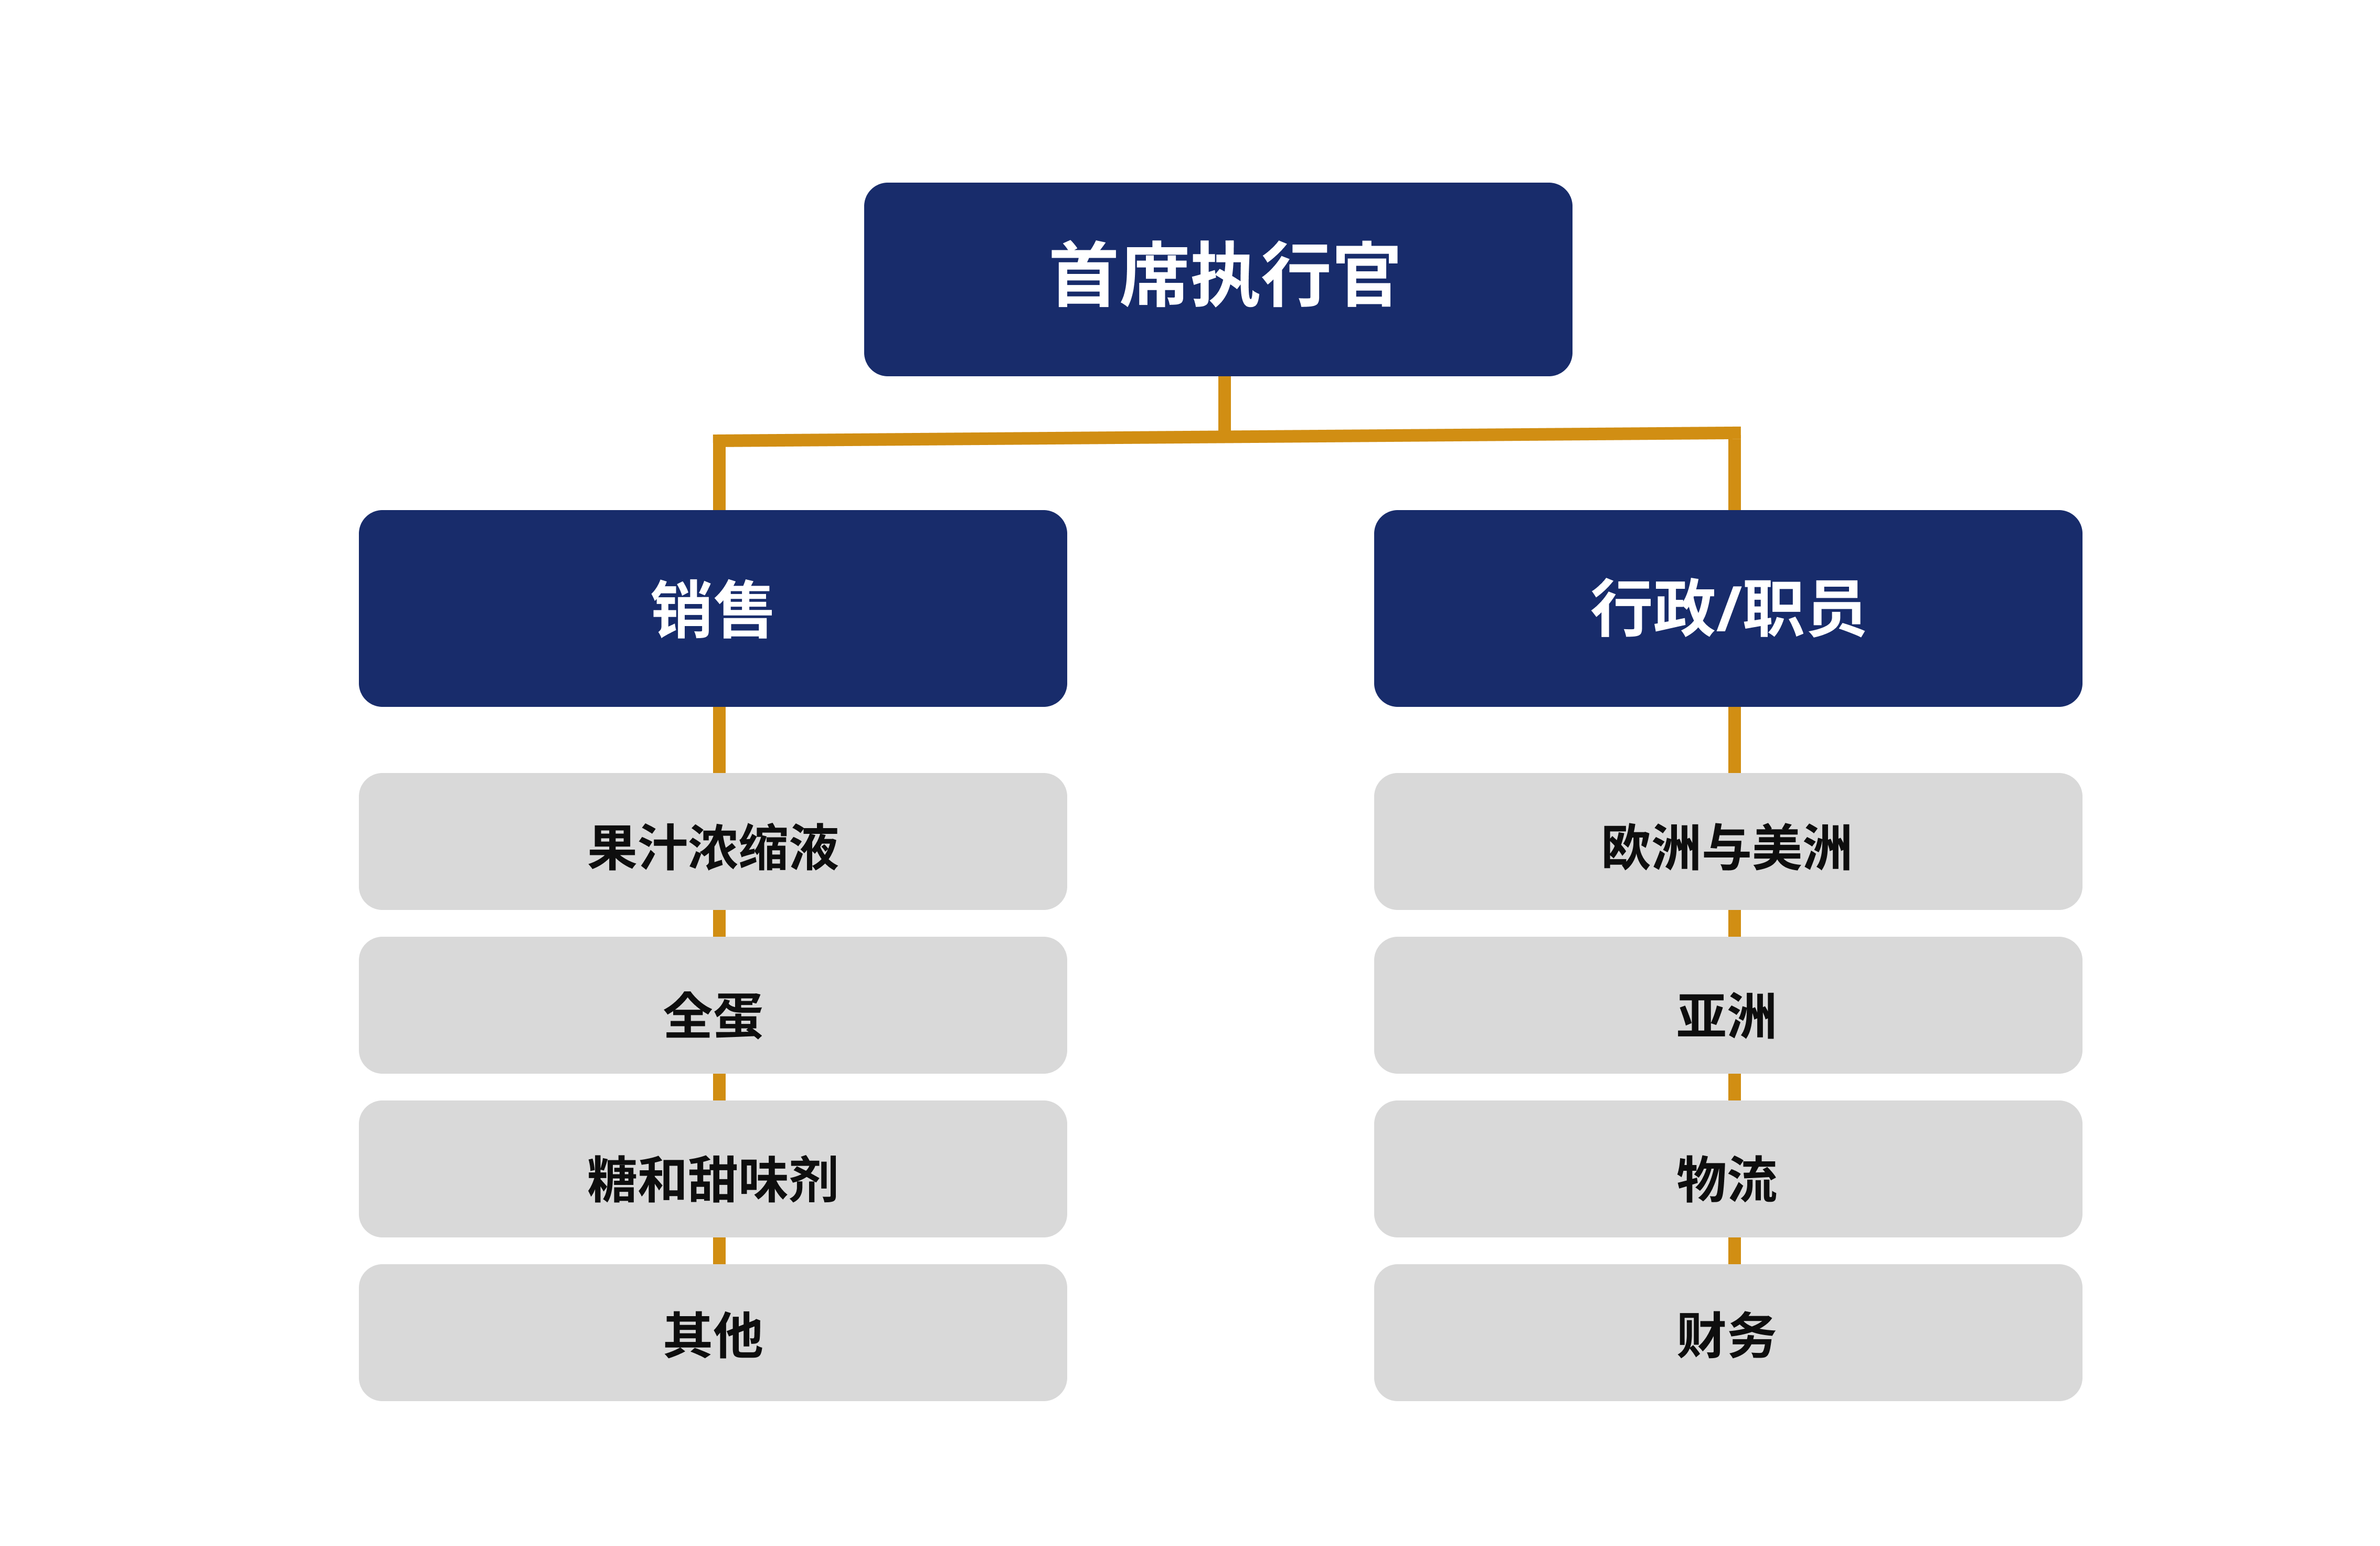 首席执行官
销售
行政/职员
果汁浓缩液
欧洲与美洲
全蛋
亚洲
糖和甜味剂
物流
其他
财务